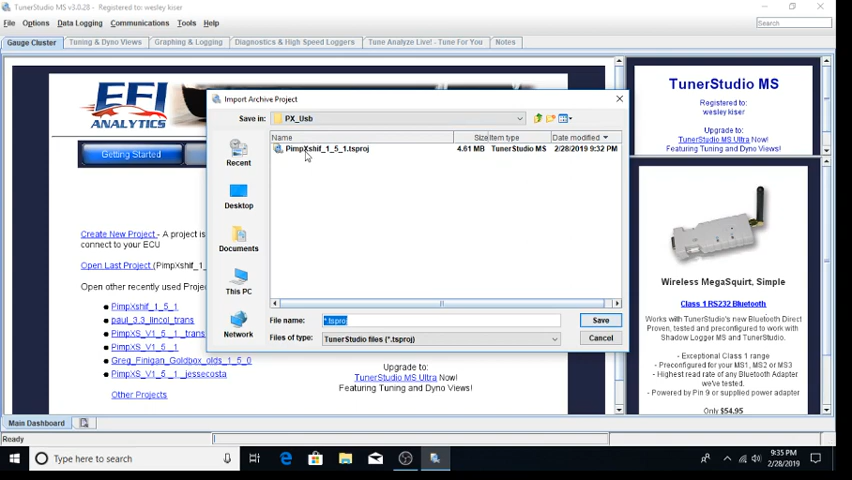 TunerStudio MS v3.0.28 - Registered to: wesley kiser
File Options Data Logging Communications Tools Help
Search
Gauge Cluster Tuning & Dyno Views Graphing & Logging Diagnostics & High Speed Loggers Tune Analyze Live! - Tune For You Notes
EFI
ANALYTICS
Getting Started
Create New Project - A projec
connect to your ECU
Open Last Project (PimpXshif_1_
Open other recently used Projec
PimpXshif_1_5_1
paul_3.3_lincol_trans
PimpXS_V1_5_1_trans
PimpXS_V1_5_1
Greg_Finigan_Goldbox_olds_1_5_0
PimpXS_V1_5_1_jessecosta
Other Projects
Import Archive Project
Save in: PX_Usb
Name Size Item type Date modified
PimpXshif_1_5_1.tsproj 4.61 MB TunerStudio MS 2/28/2019 9:32 PM
Recent
Desktop
Documents
This PC
Network
File name: *.tsproj Save
Files of type: TunerStudio files (*.tsproj) Cancel
Upgrade to:
TunerStudio MS Ultra Now!
Featuring Tuning and Dyno Views
TunerStudio MS
Registered to:
wesley kiser
Upgrade to
TunerStudio MS Ultra Now!
Featuring Tuning and Dyno Views
Wireless MegaSquirt, Simple
Class 1 RS232 Bluetooth
Works with TunerStudio's new Bluetooth Direct
Proven, tested and preconfigured to work with
Shadow Logger MS and TunerStudio.
- Exceptional Class 1 range
- Preconfigured for your MS1, MS2 or MS3
- Highest read rate of any Bluetooth Adapter
we've tested.
- Powered by Pin 9 or supplied power adapter
Only $54.95
Main Dashboard
Ready
Type here to search
9:35 PM
2/28/2019